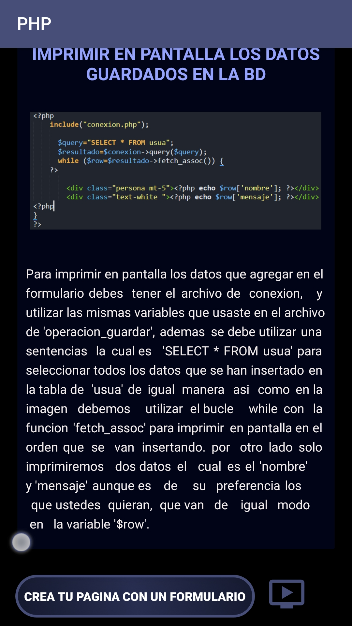 PHP
IMPRIMIR EN PANTALLA LOS DATOS
GUARDADOS EN LA BD
<?php
include("conexion.php");
$query="SELECT * FROM usua";
$resultado=$conexion->query($query);
while ($row=$resultado->fetch_assoc()) {
?>
<div class="persona mt-5"><?php echo $row['nombre']; ?></div>
<div class="text-white "><?php echo $row['mensaje']; ?></div>
<?php
}
?>
Para imprimir en pantalla los datos que agregar en el
formulario debes tener el archivo de conexion, y
utilizar las mismas variables que usaste en el archivo
de 'operacion_guardar', ademas se debe utilizar una
sentencias la cual es 'SELECT * FROM usua' para
seleccionar todos los datos que se han insertado en
la tabla de 'usua' de igual manera asi como en la
imagen debemos utilizar el bucle while con la
funcion 'fetch_assoc' para imprimir en pantalla en el
orden que se van insertando. por otro lado solo
imprimiremos dos datos el cual es el 'nombre'
y 'mensaje' aunque es de su preferencia los
que ustedes quieran, que van de igual modo
en la variable '$row'.
CREA TU PAGINA CON UN FORMULARIO